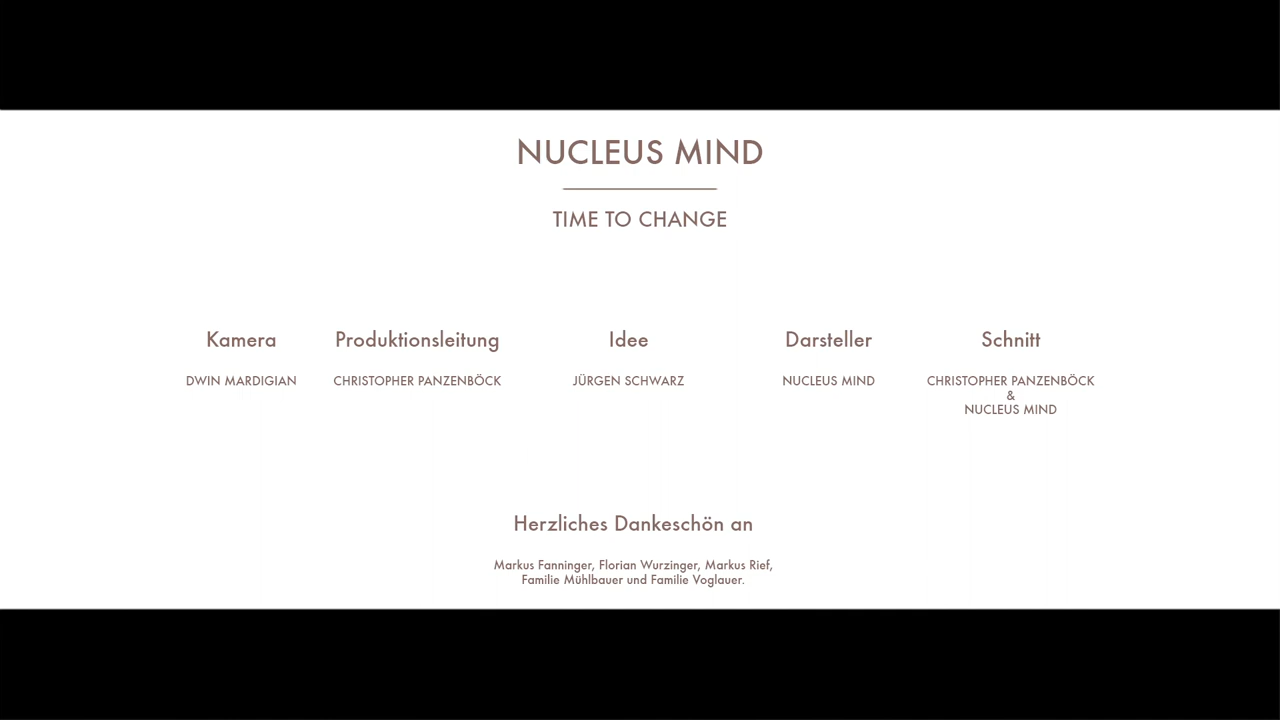 NUCLEUS MIND
TIME TO CHANGE
Kamera
DWIN MARDIGIAN
Produktionsleitung
CHRISTOPHER PANZENBÖCK
Idee
JÜRGEN SCHWARZ
Darsteller
NUCLEUS MIND
Schnitt
CHRISTOPHER PANZENBÖCK
&
NUCLEUS MIND
Herzliches Dankeschön an
Markus Fanninger, Florian Wurzinger, Markus Rief,
Familie Mühlbauer und Familie Voglauer.